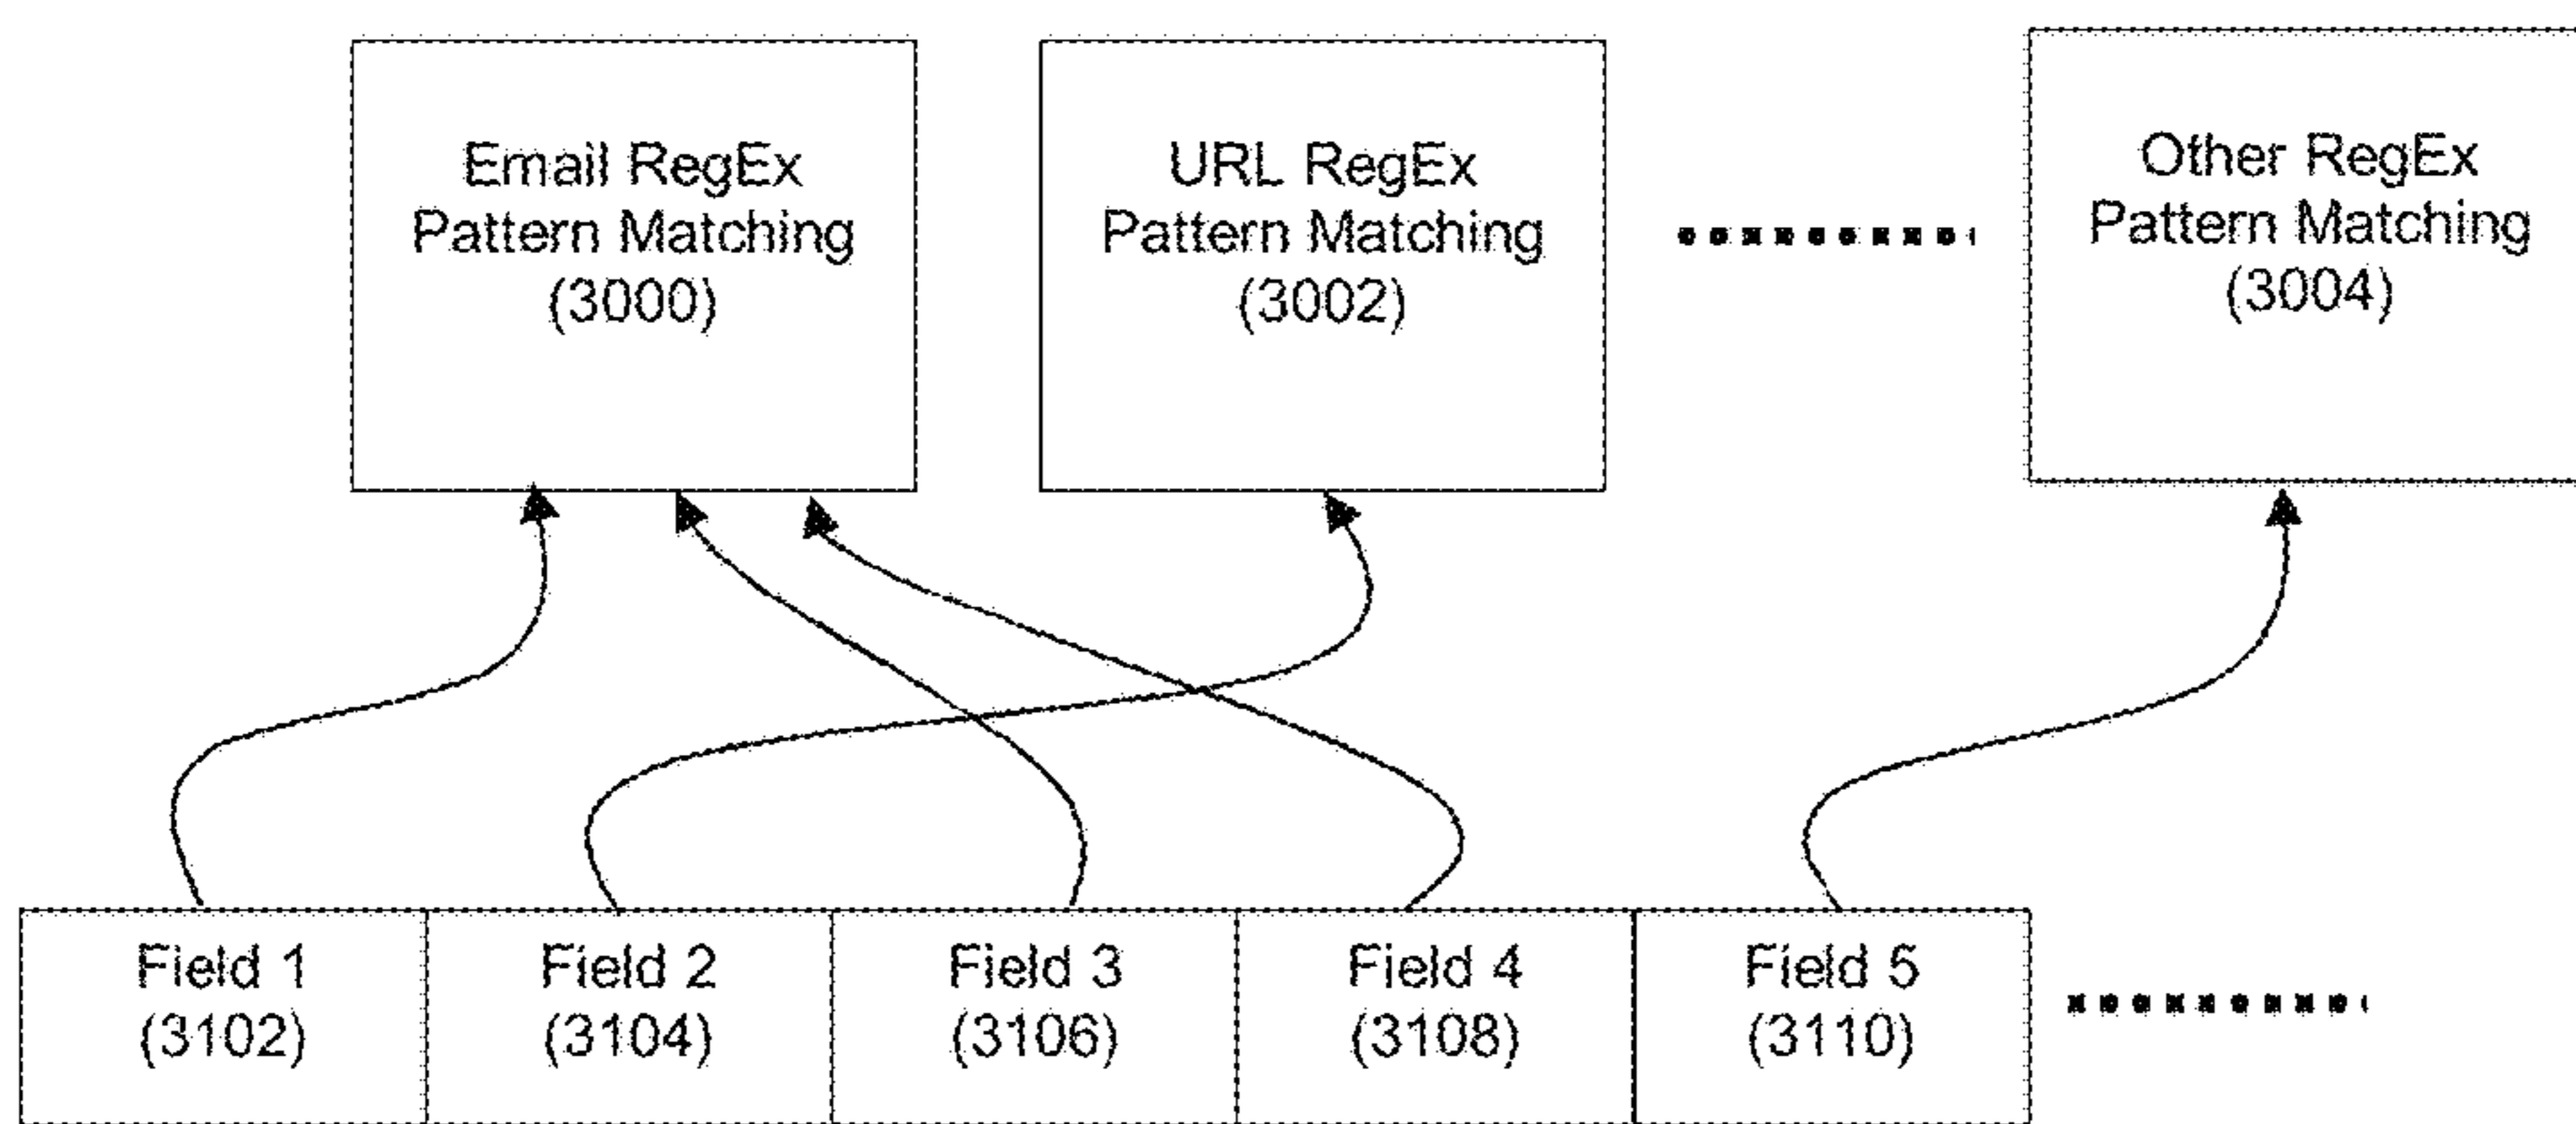 Email RegEx
Pattern Matching
(3000)
URL RegEx
Pattern Matching
(3002)
Other RegEx
Pattern Matching
(3004)
Field 1
(3102)
Field 2
(3104)
Field 3
(3106)
Field 4
(3108)
Field 5
(3110)